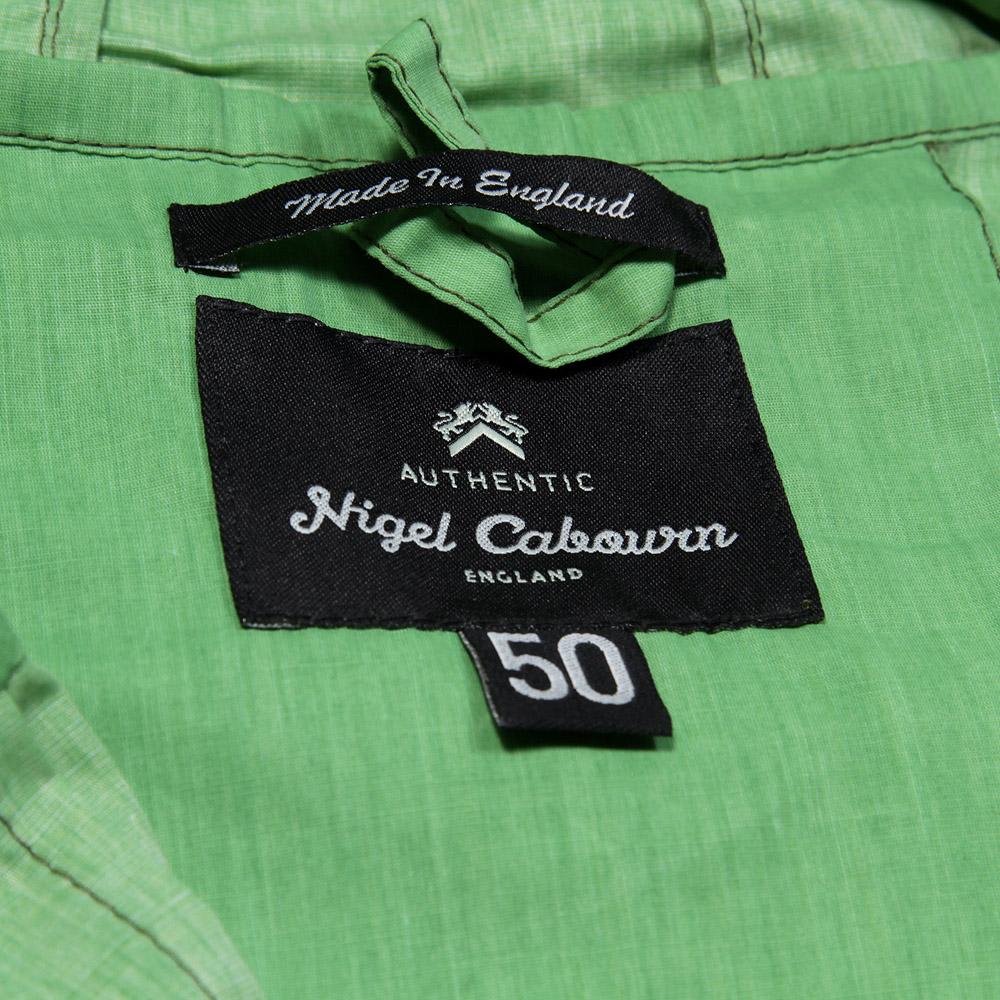 Made In England
AUTHENTIC
Nigel Cabourn
ENGLAND
50